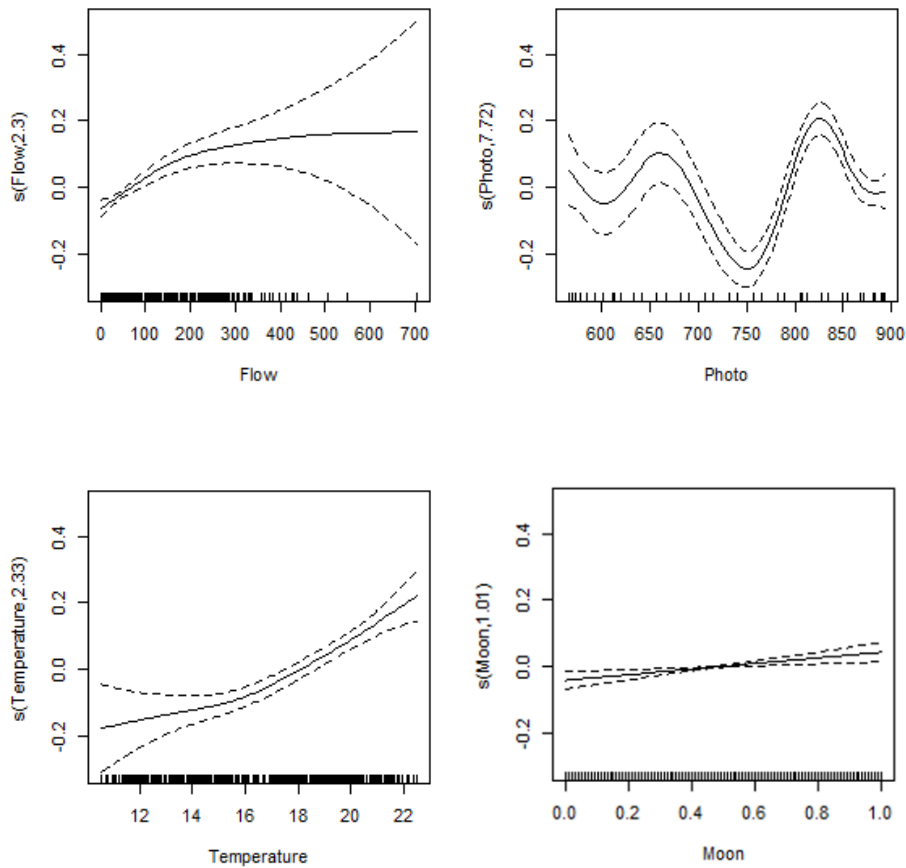 s(Flow,2.3)
0.4
0.2
0.0
-0.2
0 100 200 300 400 500 600 700
Flow
s(Photo,7.72)
0.4
0.2
0.0
-0.2
600 650 700 750 800 850 900
Photo
s(Temperature,2.33)
0.4
0.2
0.0
-0.2
12 14 16 18 20 22
Temperature
s(Moon,1.01)
0.4
0.2
0.0
-0.2
0.0 0.2 0.4 0.6 0.8 1.0
Moon